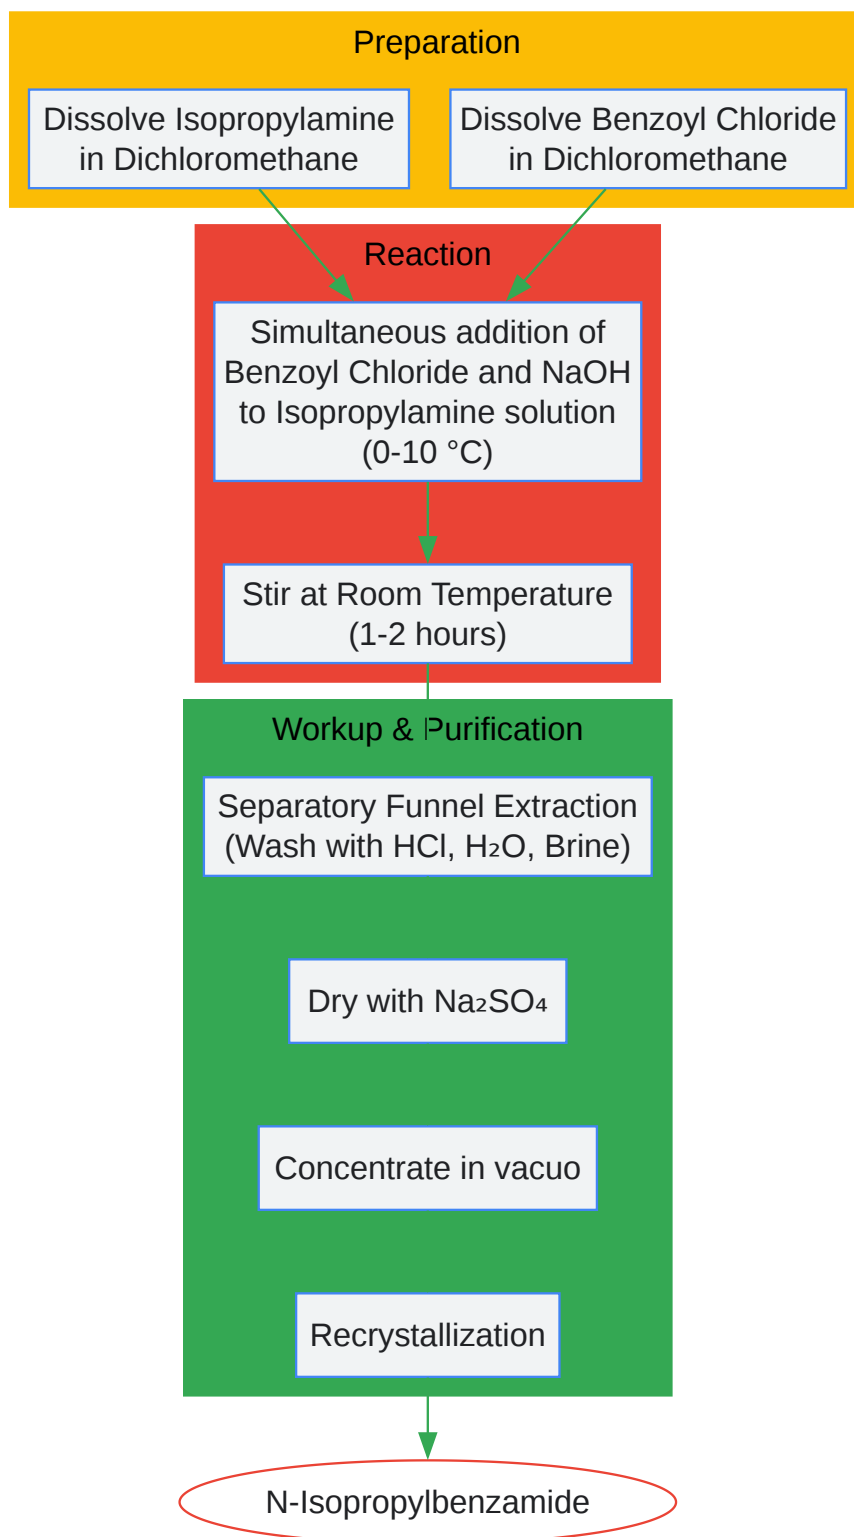 Preparation
Dissolve Isopropylamine
in Dichloromethane
Dissolve Benzoyl Chloride
in Dichloromethane
Reaction
Simultaneous addition of
Benzoyl Chloride and NaOH
to Isopropylamine solution
(0-10 °C)
Stir at Room Temperature
(1-2 hours)
Workup & Purification
Separatory Funnel Extraction
(Wash with HCl, H₂O, Brine)
Dry with Na₂SO₄
Concentrate in vacuo
Recrystallization
N-Isopropylbenzamide